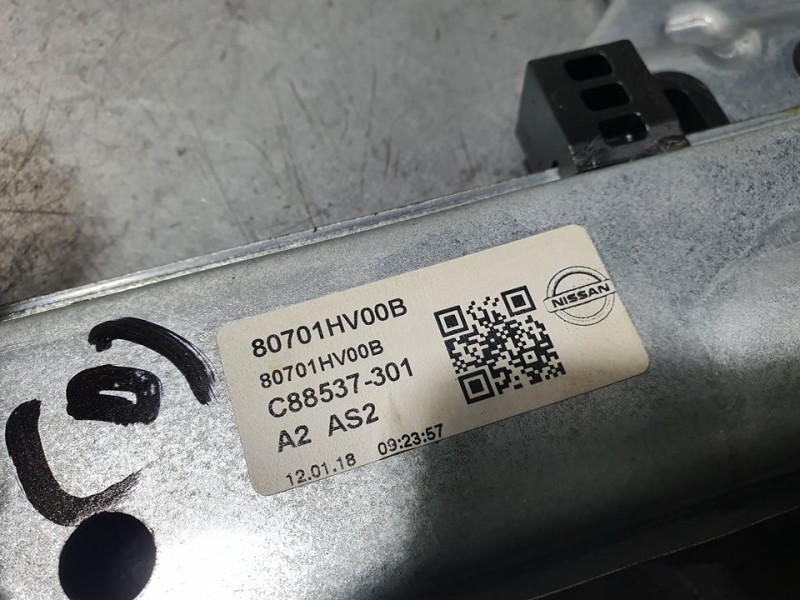 80701HV00B
80701HV00B
C88537-301
A2 AS2
12.01.18 09:23:57
NISSAN